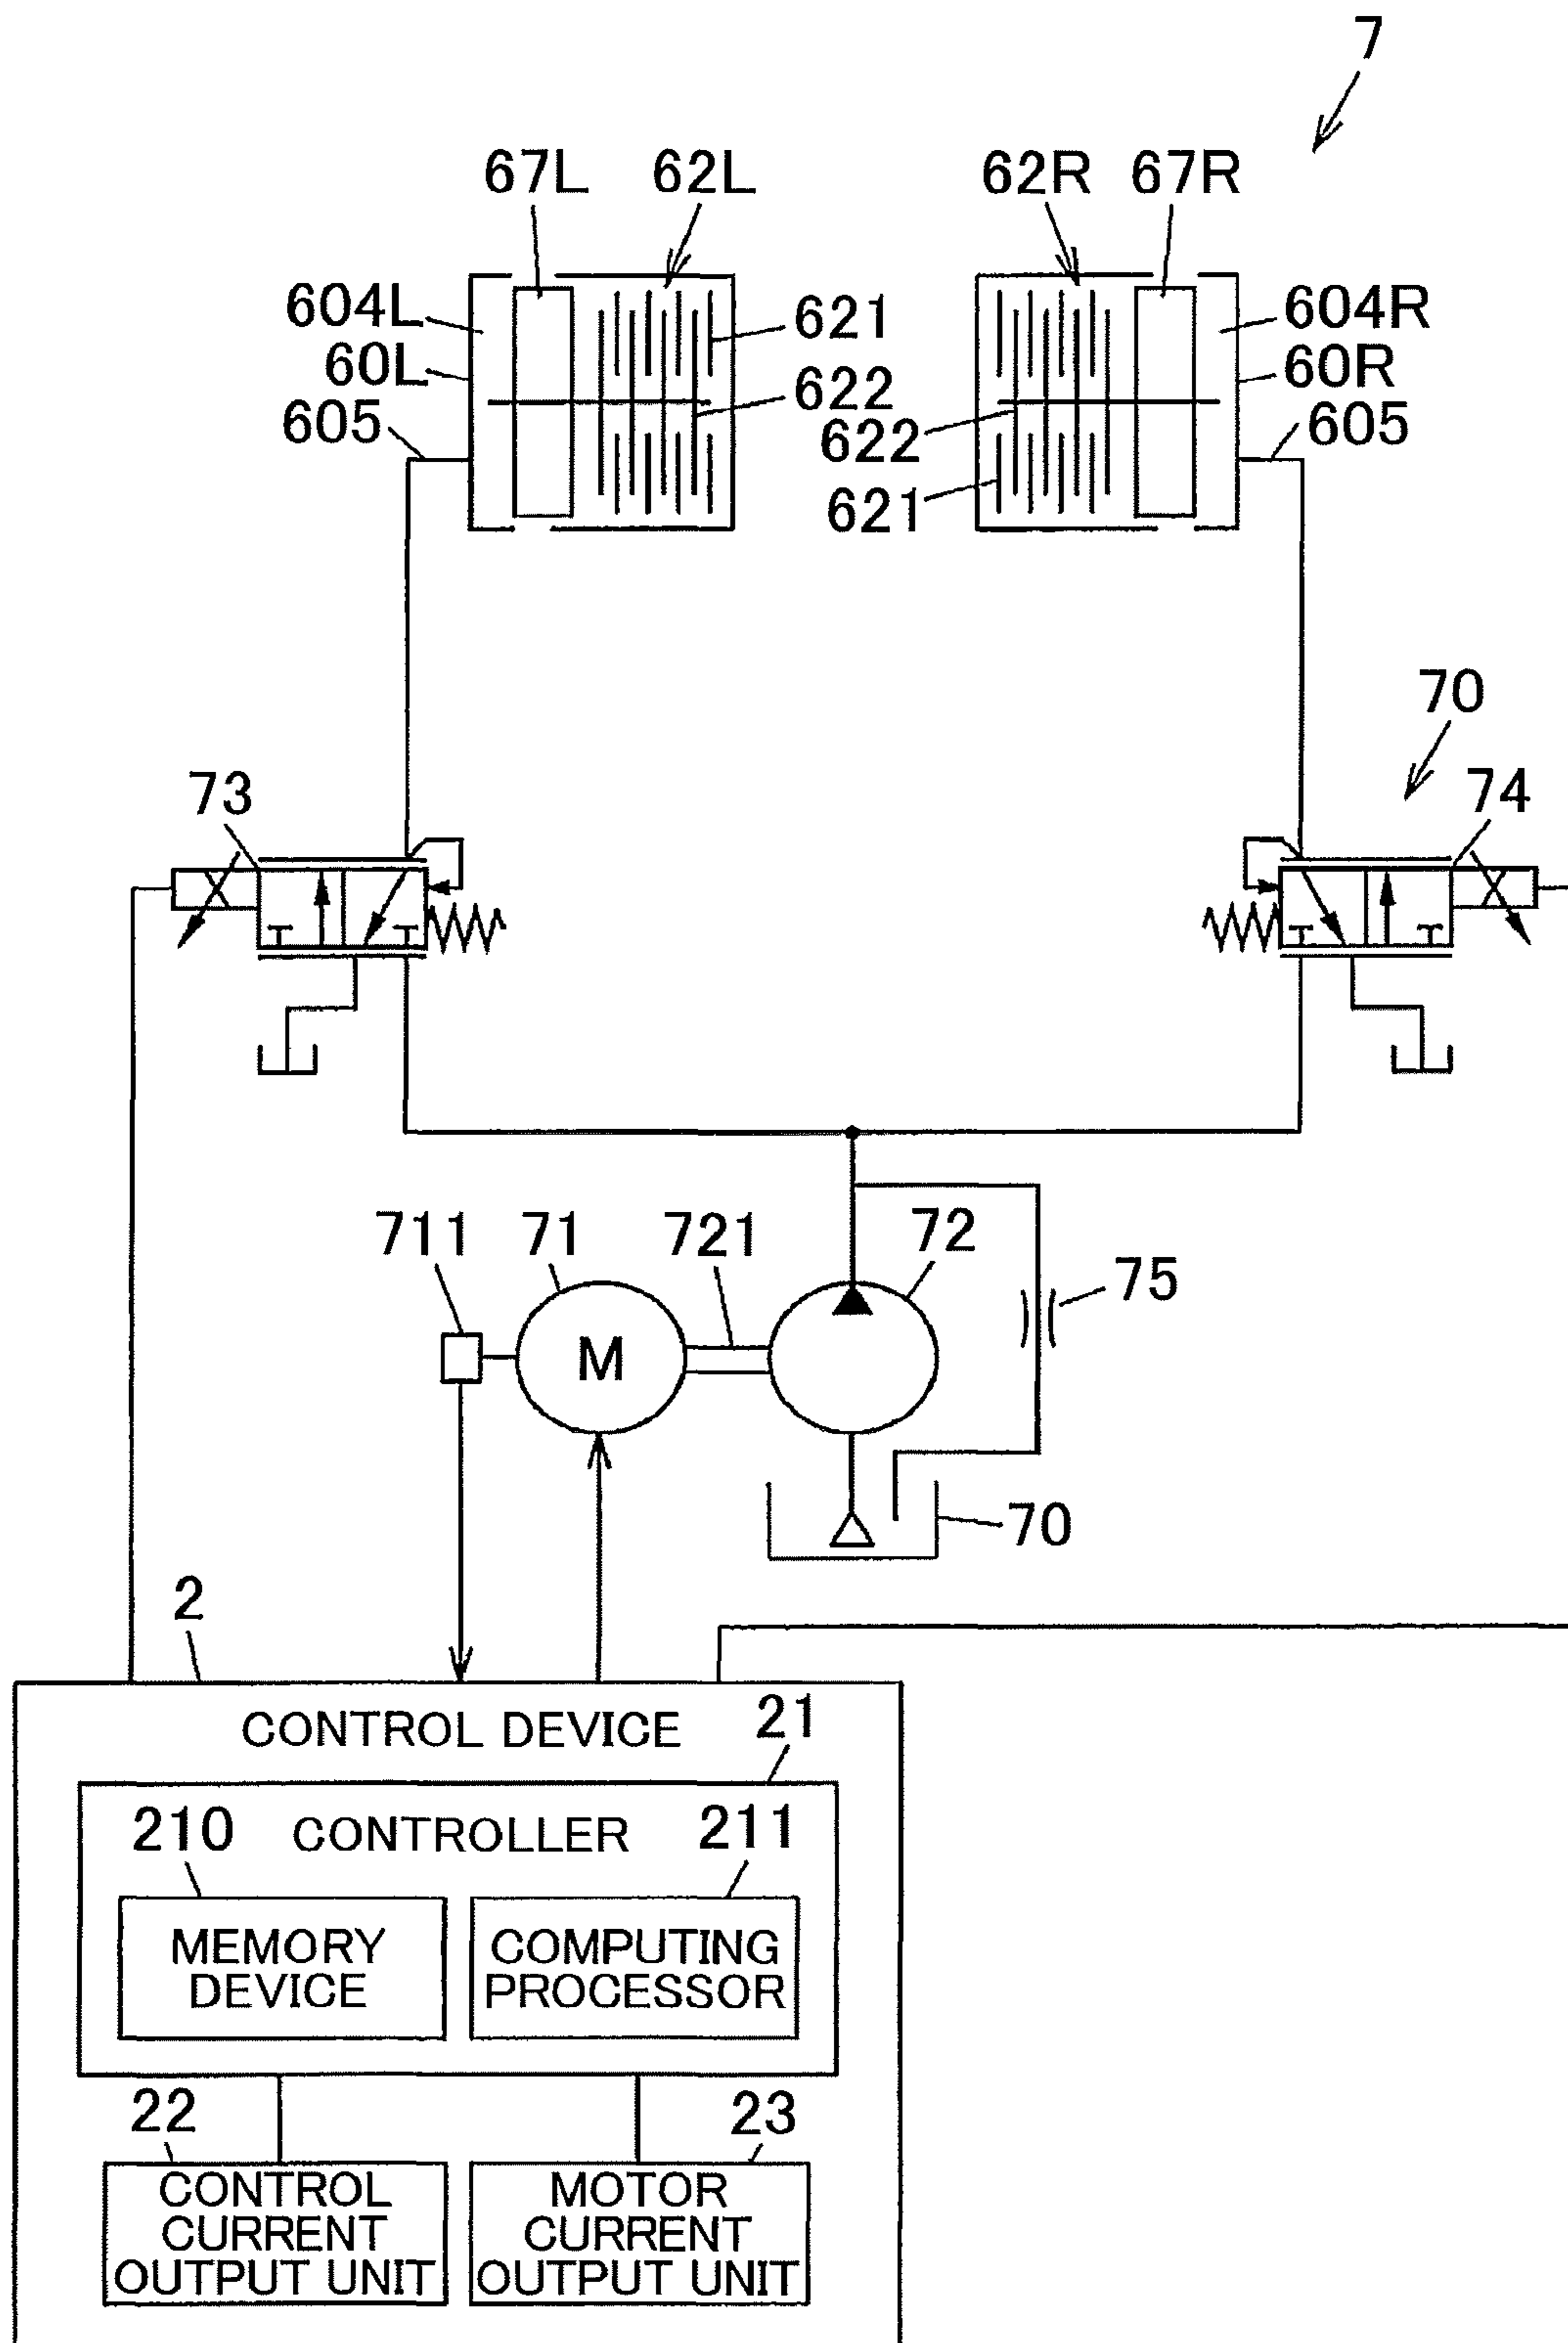 7
67L 62L 62R 67R
604L 621 604R
60L 60R
605 622 622 605
621
70
73 74
711 71 721 72
75
M
70
2
CONTROL DEVICE 21
210 CONTROLLER 211
MEMORY
DEVICE
COMPUTING
PROCESSOR
22 23
CONTROL
CURRENT
OUTPUT UNIT
MOTOR
CURRENT
OUTPUT UNIT